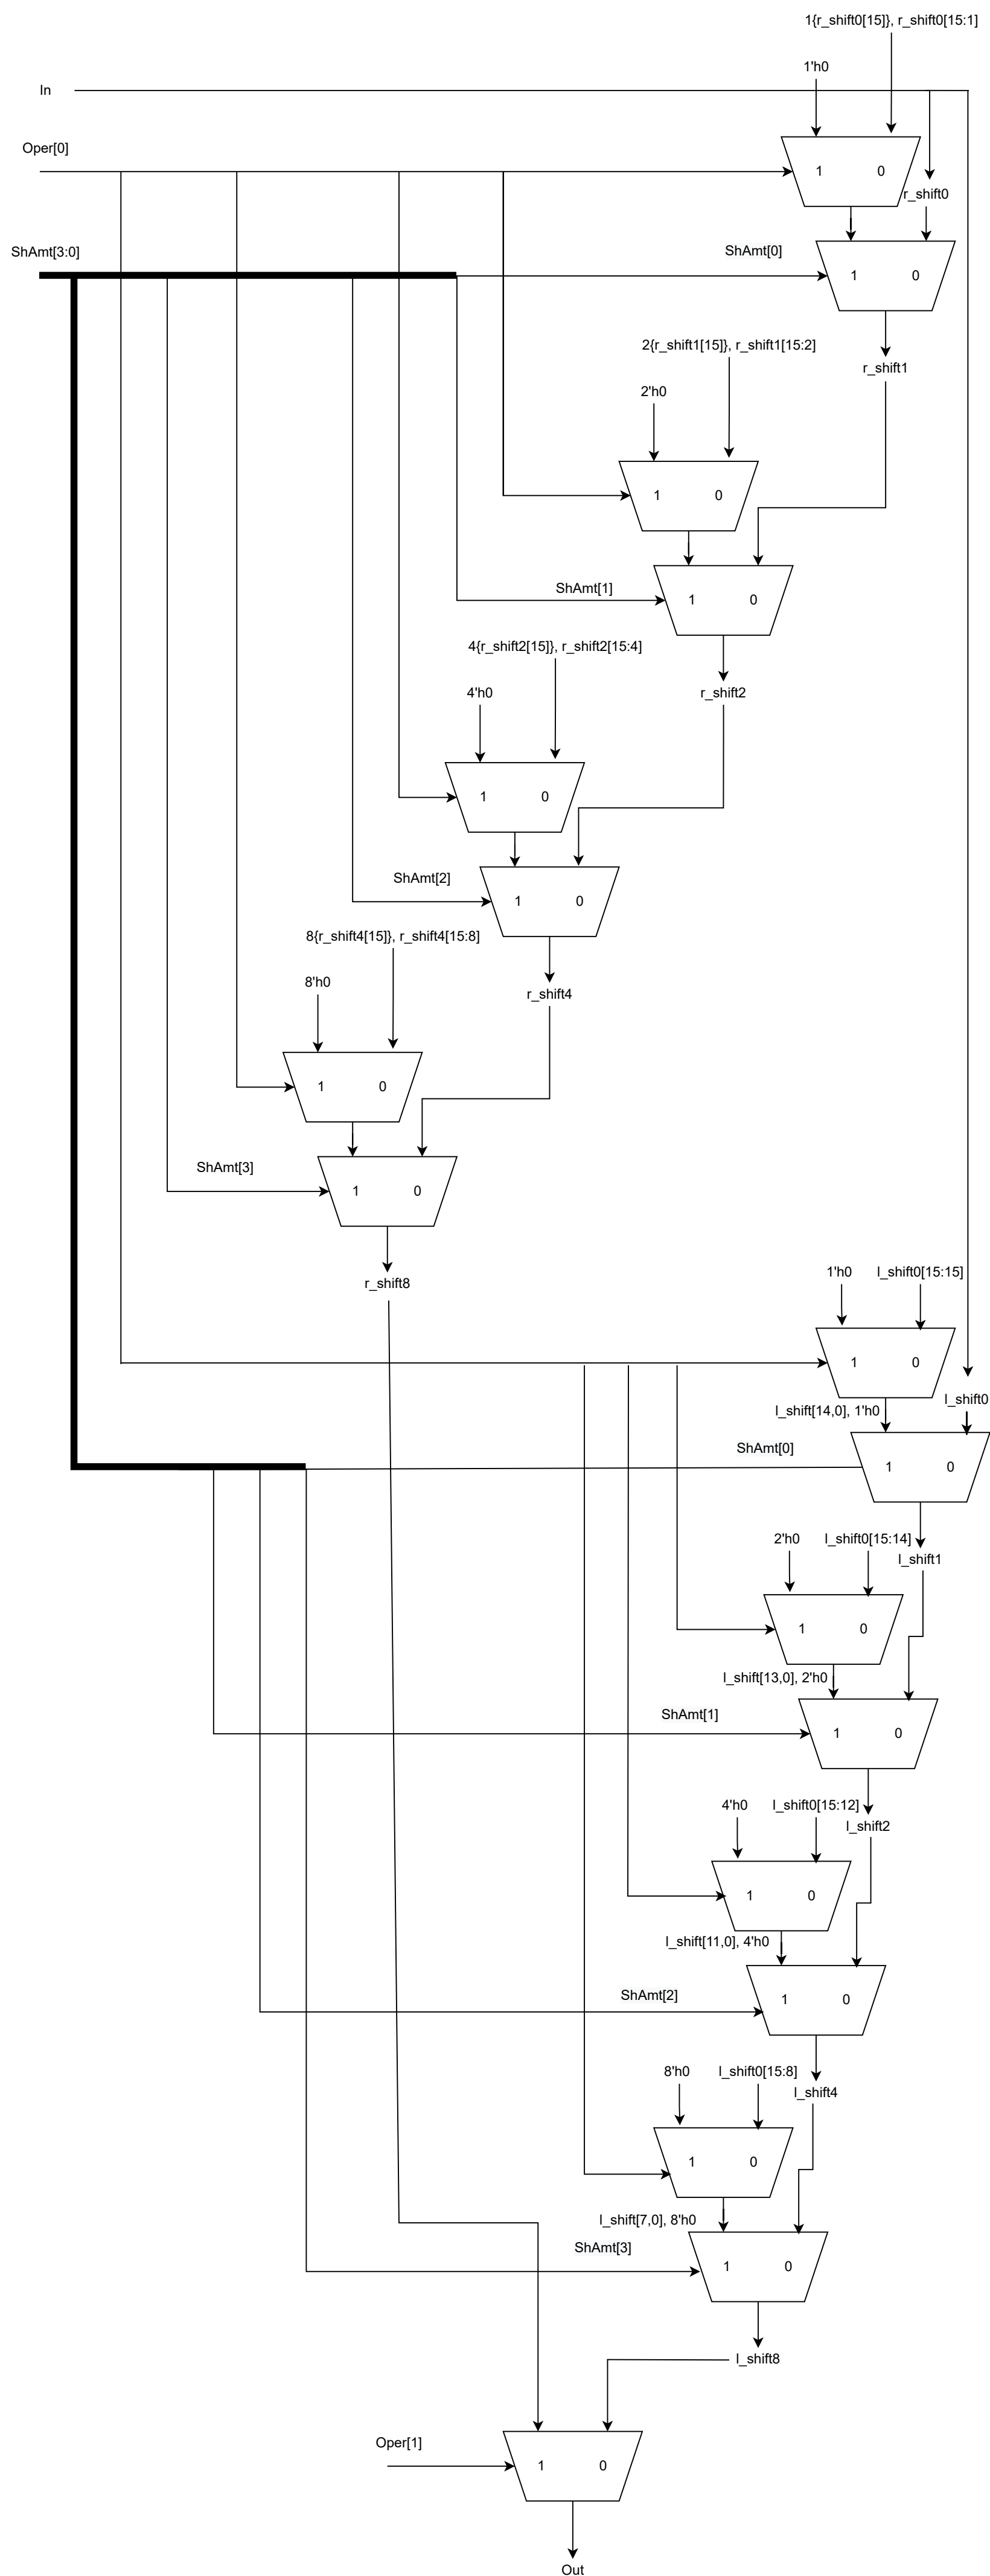 1{r_shift0[15]}, r_shift0[15:1]
1'h0
In
Oper[0]
1 0
r_shift0
ShAmt[3:0]
ShAmt[0]
1 0
2{r_shift1[15]}, r_shift1[15:2]
r_shift1
2'h0
1 0
ShAmt[1]
1 0
4{r_shift2[15]}, r_shift2[15:4]
4'h0
r_shift2
1 0
ShAmt[2]
1 0
8{r_shift4[15]}, r_shift4[15:8]
8'h0
r_shift4
1 0
ShAmt[3]
1 0
r_shift8
1'h0
l_shift0[15:15]
1 0
l_shift0
l_shift[14,0], 1'h0
ShAmt[0]
1 0
2'h0
l_shift0[15:14]
l_shift1
1 0
l_shift[13,0], 2'h0
ShAmt[1]
1 0
4'h0
l_shift0[15:12]
l_shift2
1 0
l_shift[11,0], 4'h0
ShAmt[2]
1 0
8'h0
l_shift0[15:8]
l_shift4
1 0
l_shift[7,0], 8'h0
ShAmt[3]
1 0
l_shift8
Oper[1]
1 0
Out